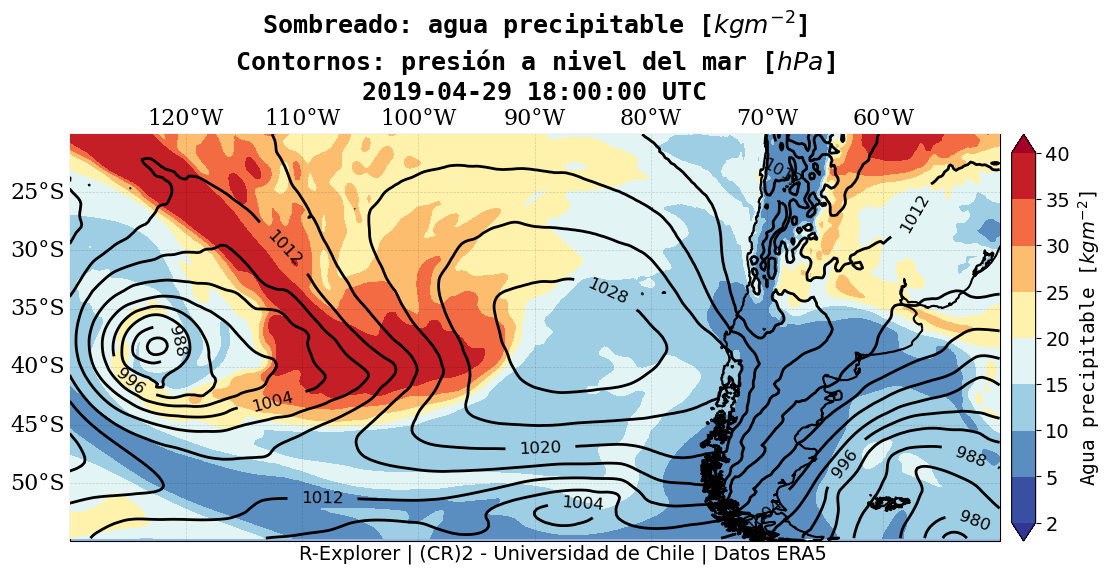 Sombreado: agua precipitable [kgm⁻²]
Contornos: presión a nivel del mar [hPa]
2019-04-29 18:00:00 UTC
120°W 110°W 100°W 90°W 80°W 70°W 60°W
25°S
30°S
35°S
40°S
45°S
50°S
1012
1012
1028
988
996
1004
1020
1012
1004
996
988
980
40
35
30
25
20
15
10
5
2
Agua precipitable [kgm⁻²]
R-Explorer | (CR)2 - Universidad de Chile | Datos ERA5